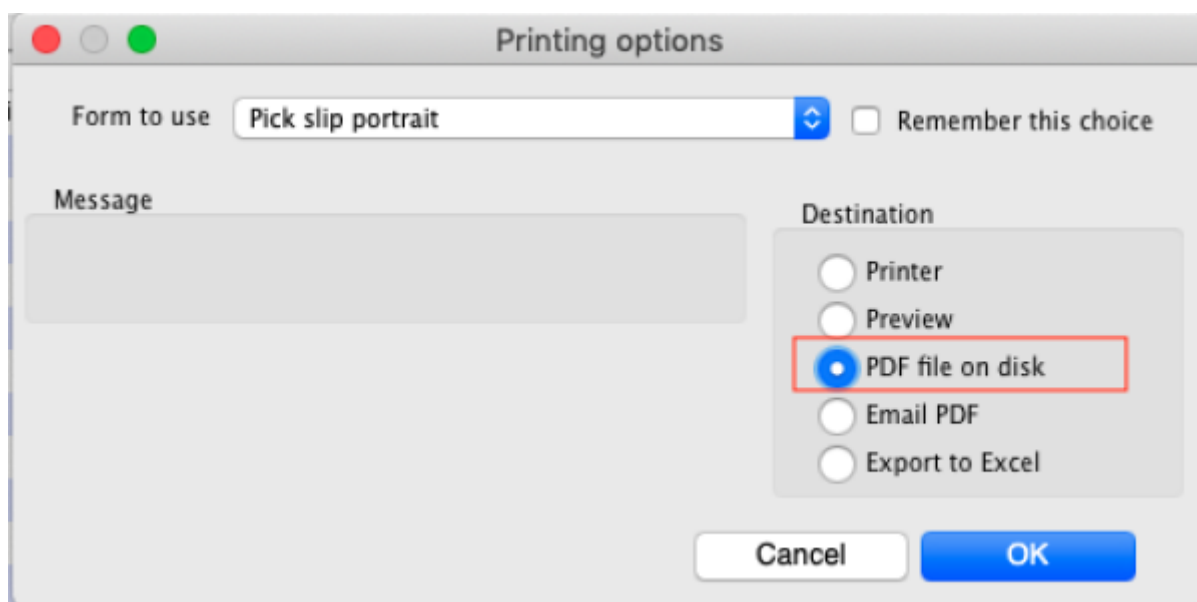 Printing options
Form to use Pick slip portrait Remember this choice
Message
Destination
Printer
Preview
PDF file on disk
Email PDF
Export to Excel
Cancel OK